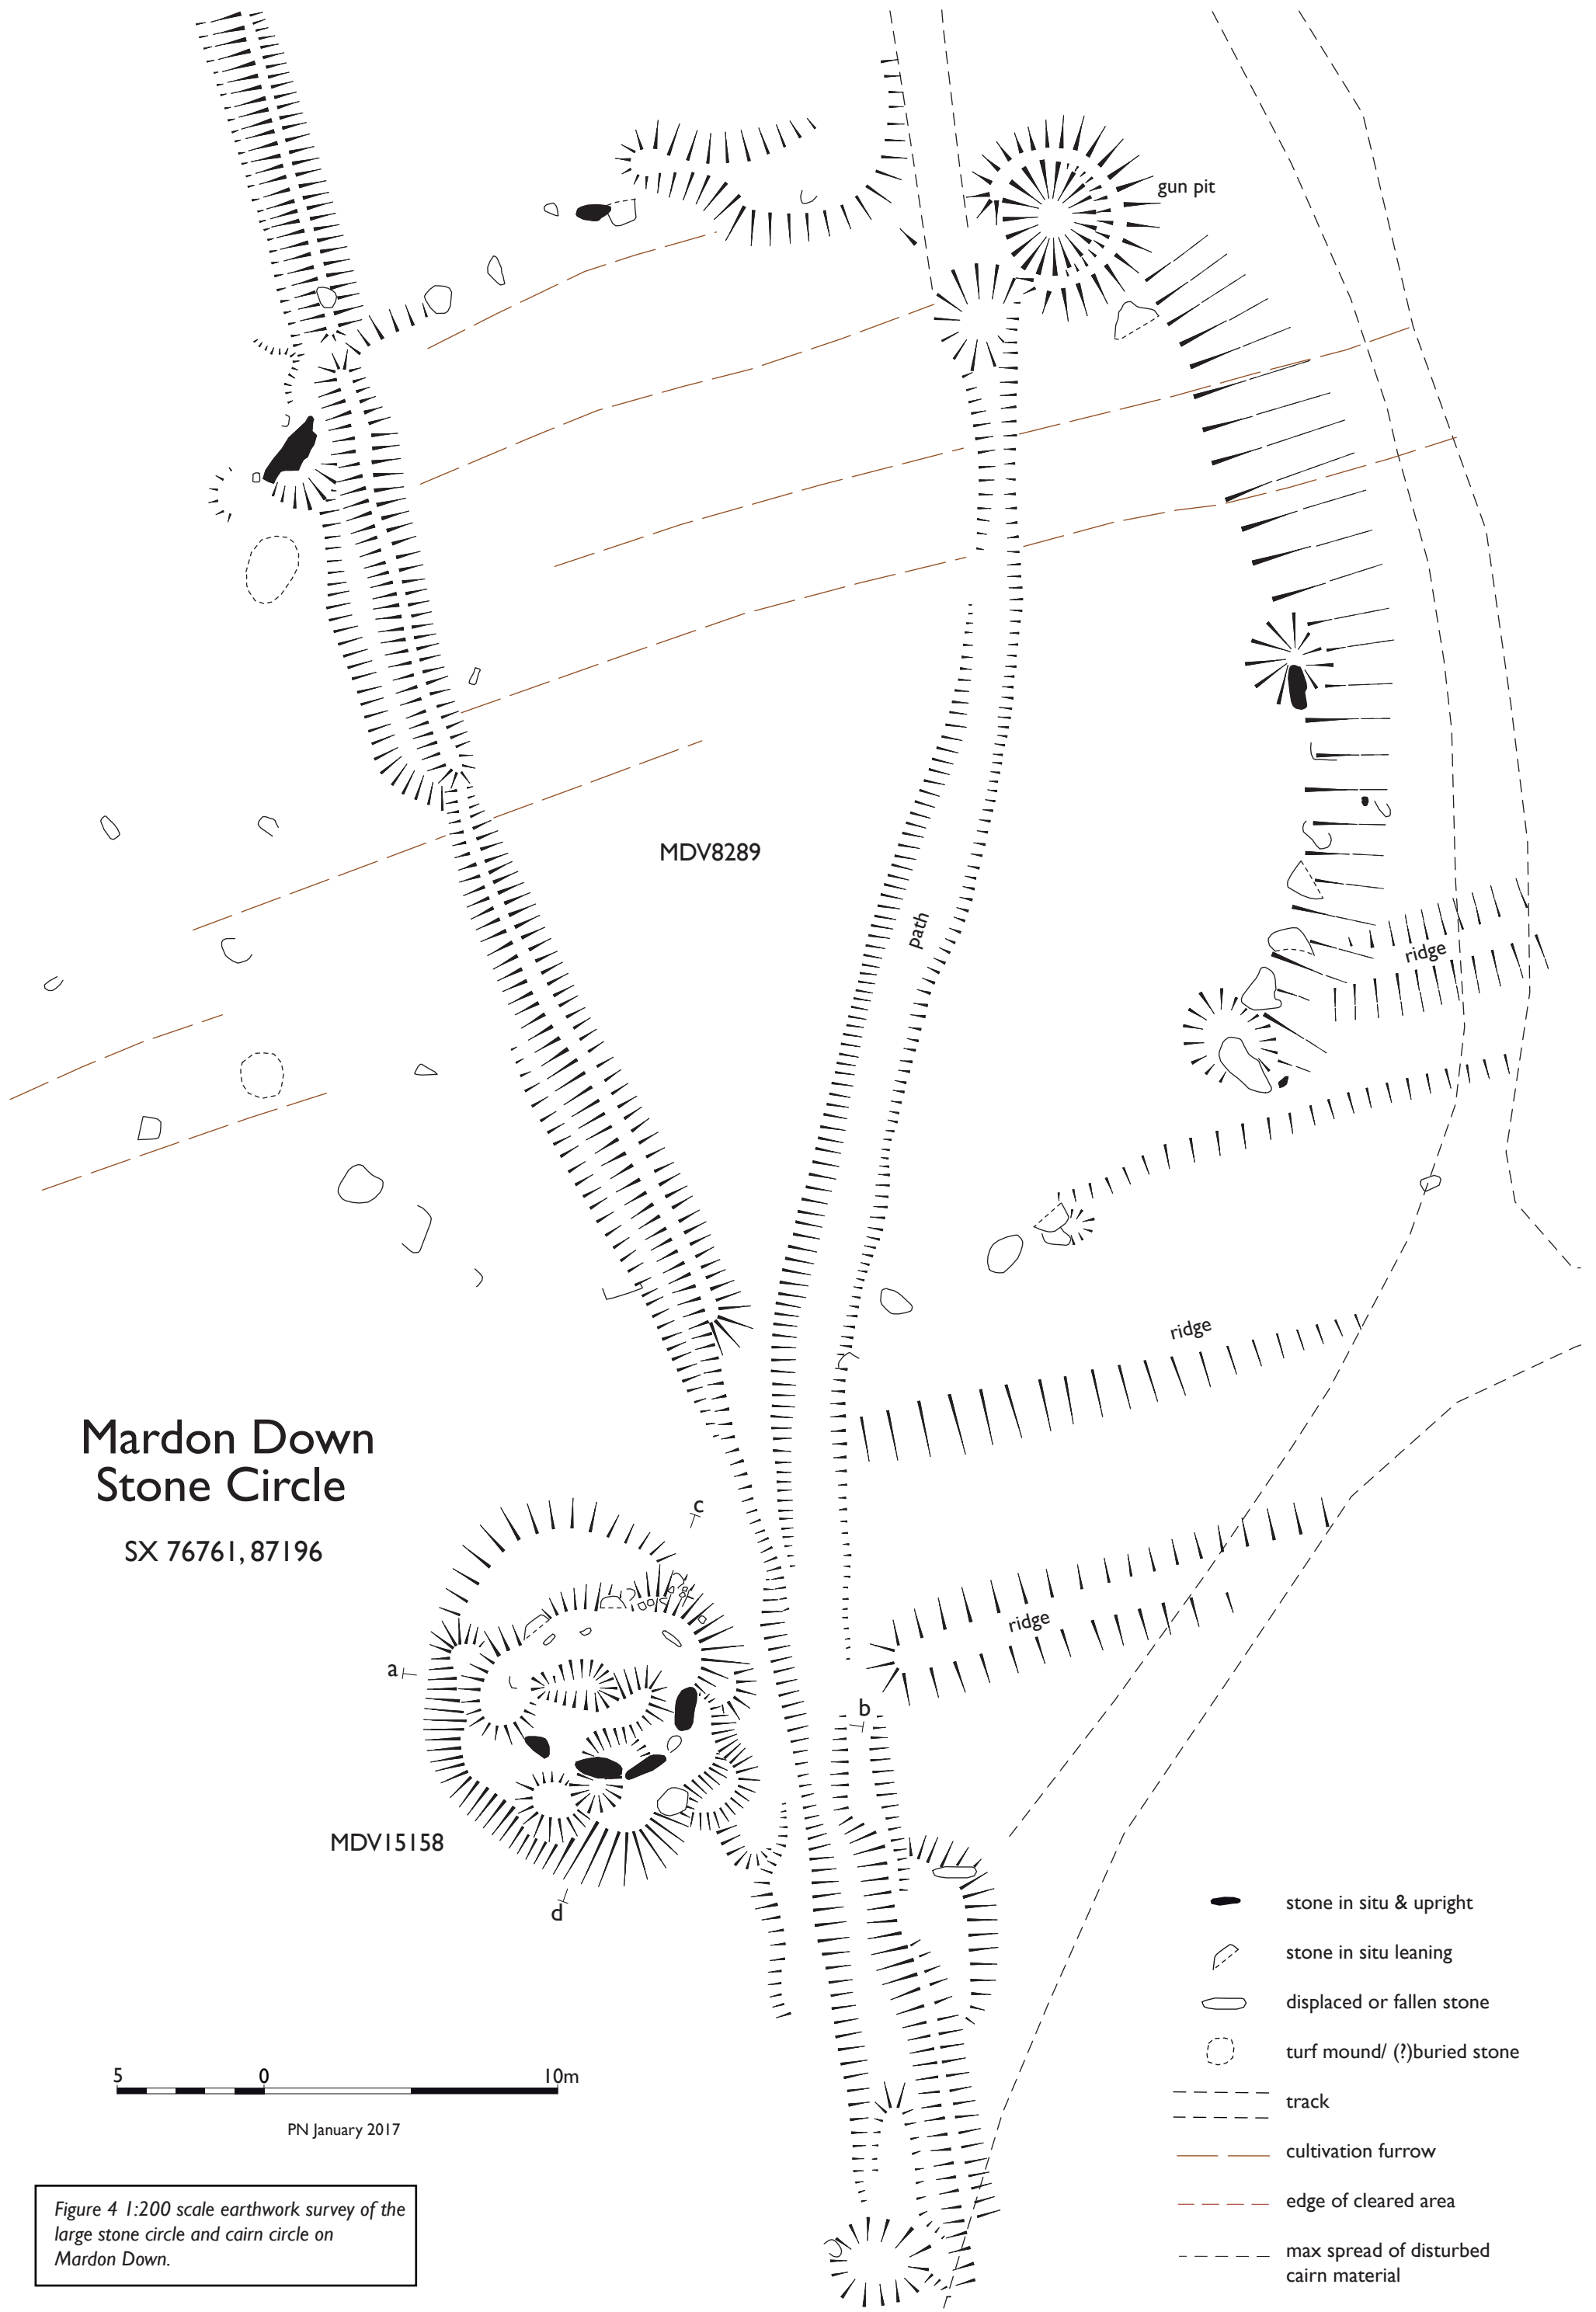 gun pit
MDV8289
path
ridge
ridge
Mardon Down
Stone Circle
SX 76761, 87196
c
ridge
a
b
MDV15158
d
stone in situ & upright
stone in situ leaning
displaced or fallen stone
turf mound/ (?)buried stone
track
cultivation furrow
edge of cleared area
max spread of disturbed
cairn material
5 0 10m
PN January 2017
Figure 4 1:200 scale earthwork survey of the
large stone circle and cairn circle on
Mardon Down.